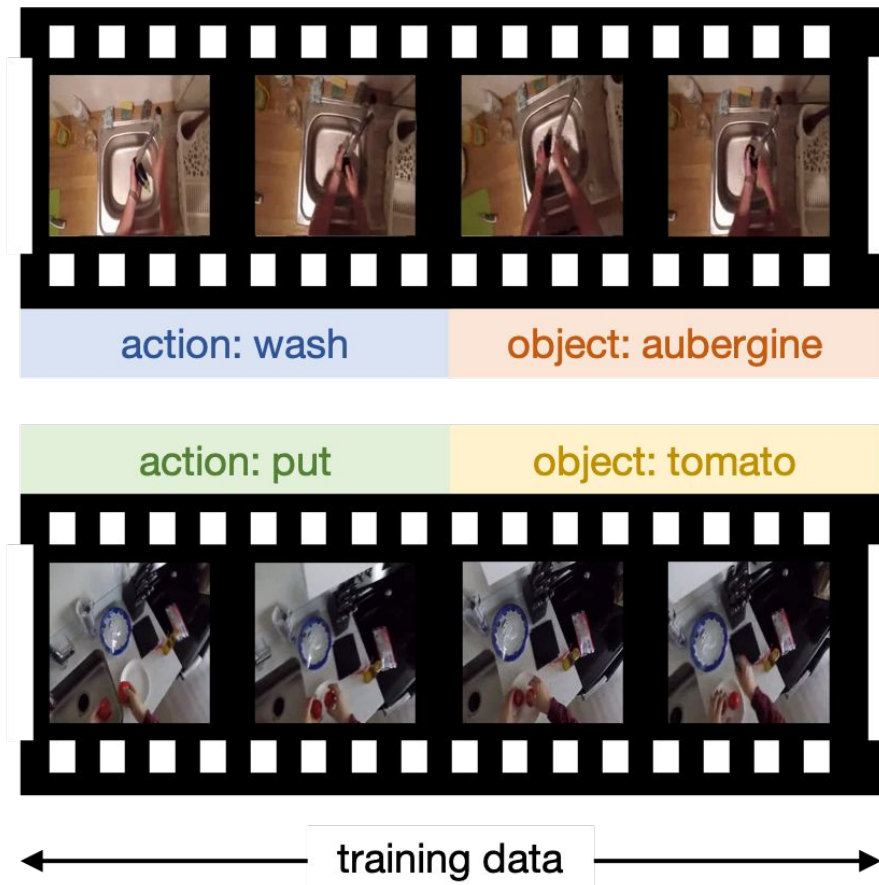 action: wash object: aubergine
action: put object: tomato
training data